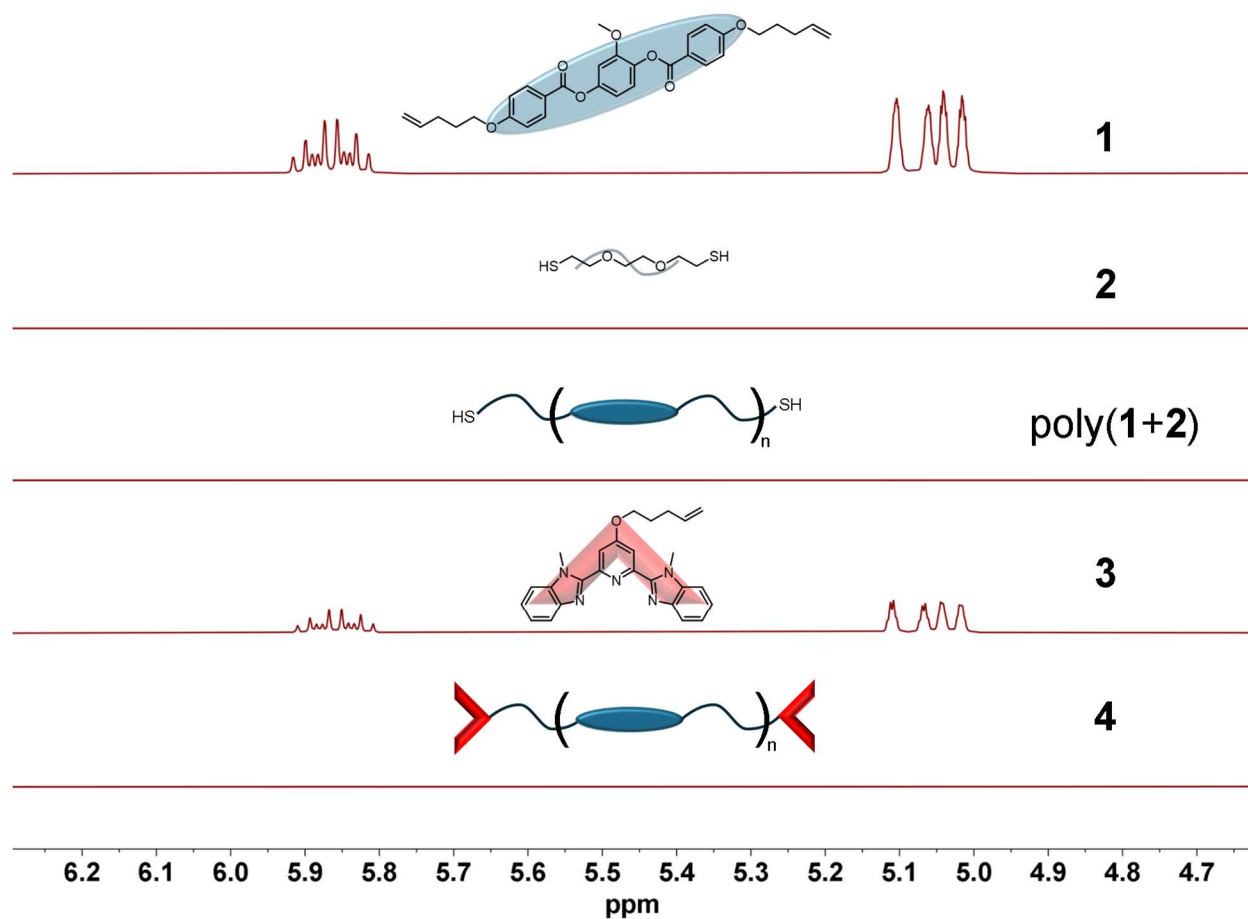 O
O
O
O
O
O
O
1
HS
O
O
SH
2
HS
( )n
SH
poly(1+2)
O
N
N
N
N
N
3
( )n
4
6.2 6.1 6.0 5.9 5.8 5.7 5.6 5.5 5.4 5.3 5.2 5.1 5.0 4.9 4.8 4.7
ppm